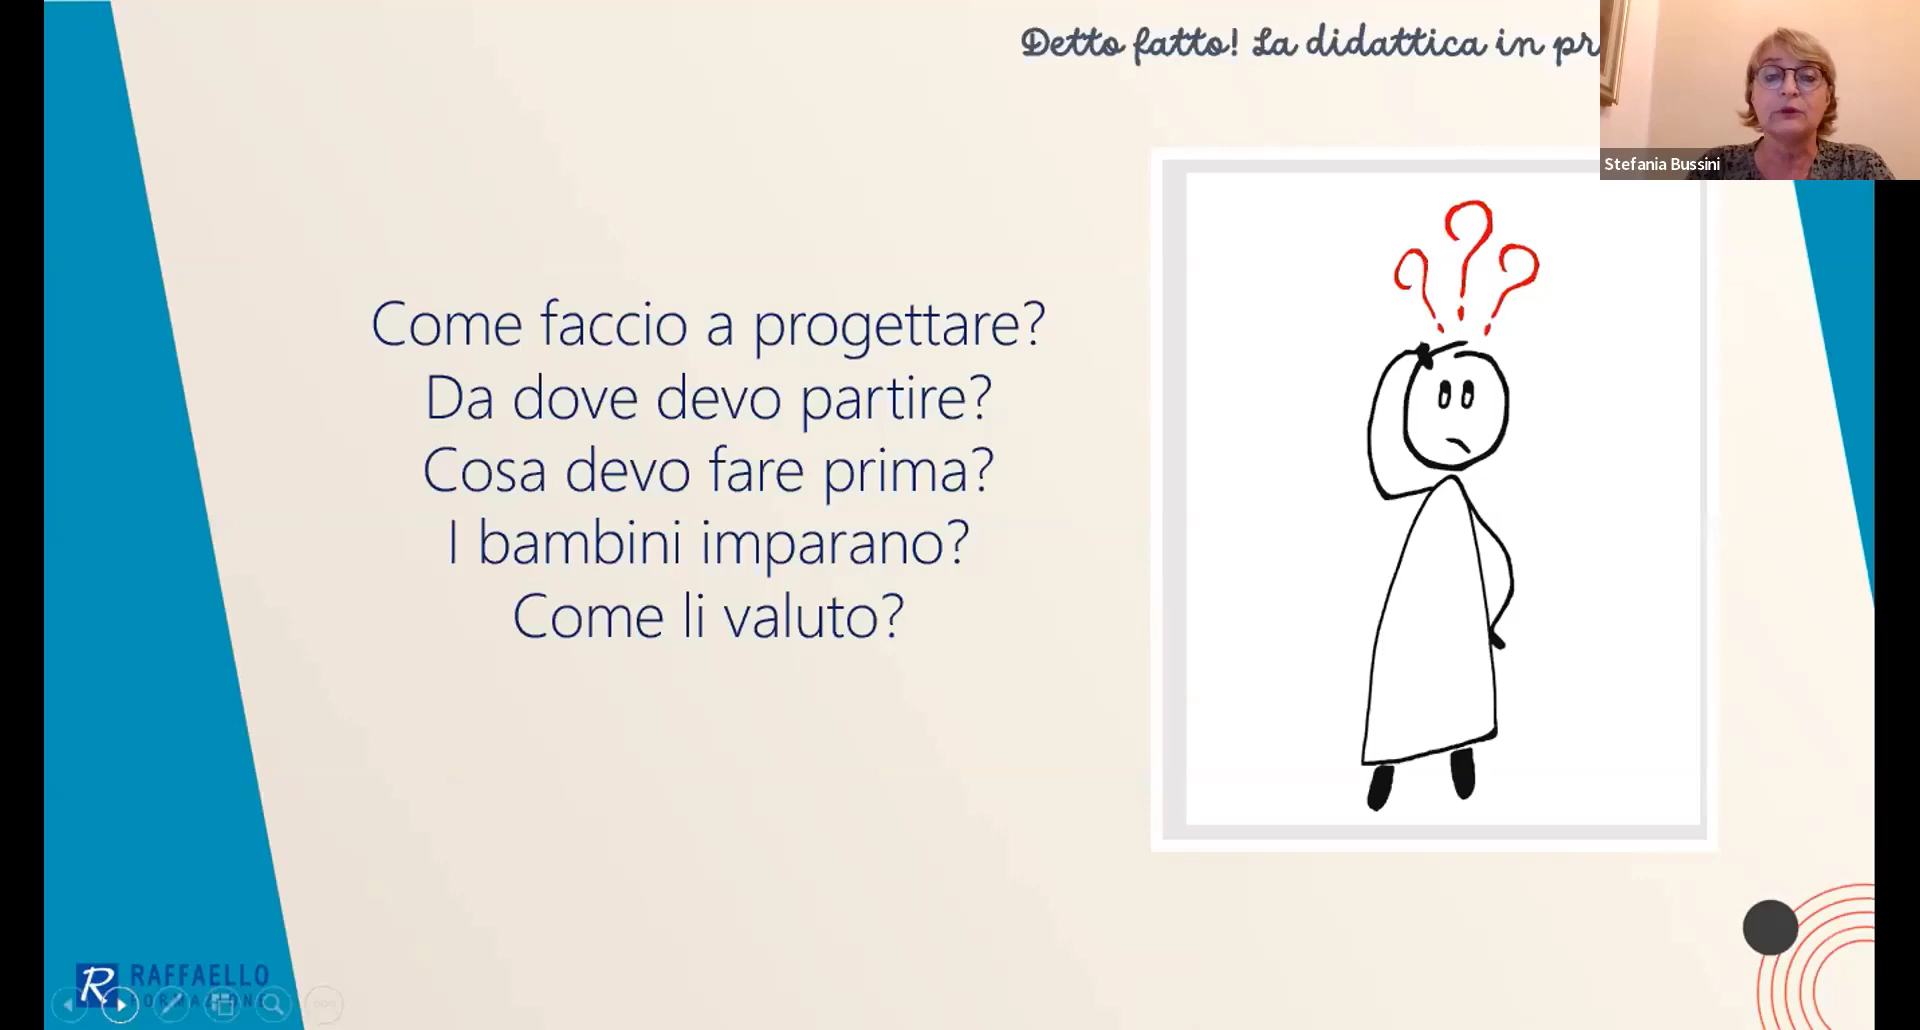 Detto fatto! La didattica in pr
Stefania Bussini
Come faccio a progettare?
Da dove devo partire?
Cosa devo fare prima?
I bambini imparano?
Come li valuto?
R
RAFFAELLO
FORMAZIONE